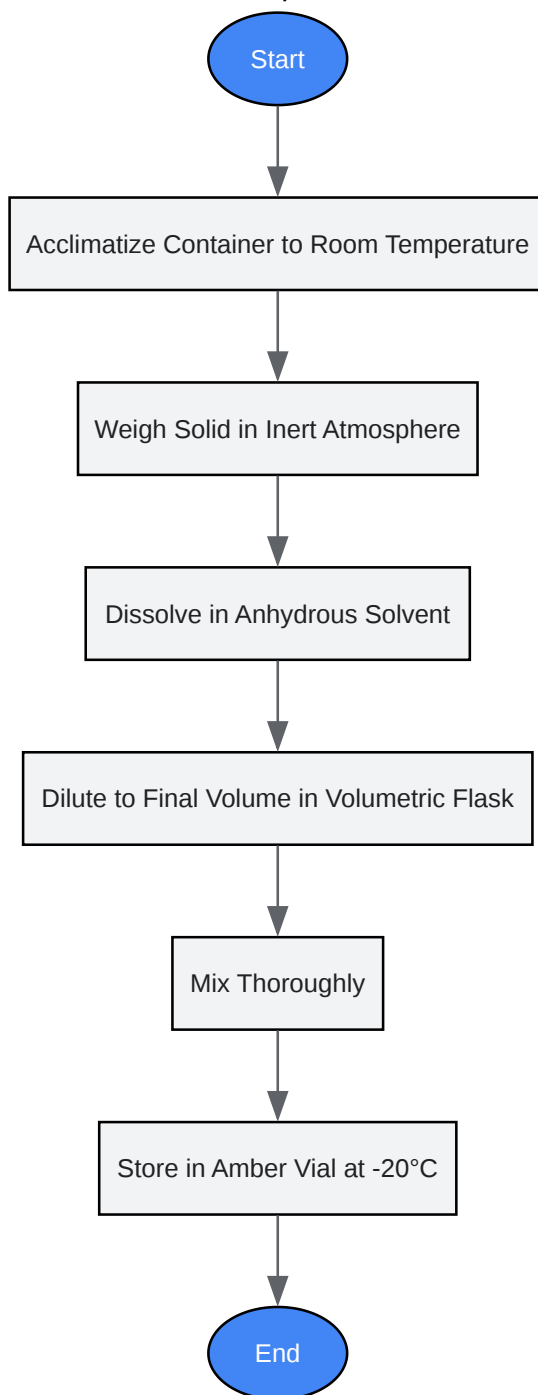 Start
Acclimatize Container to Room Temperature
Weigh Solid in Inert Atmosphere
Dissolve in Anhydrous Solvent
Dilute to Final Volume in Volumetric Flask
Mix Thoroughly
Store in Amber Vial at -20°C
End